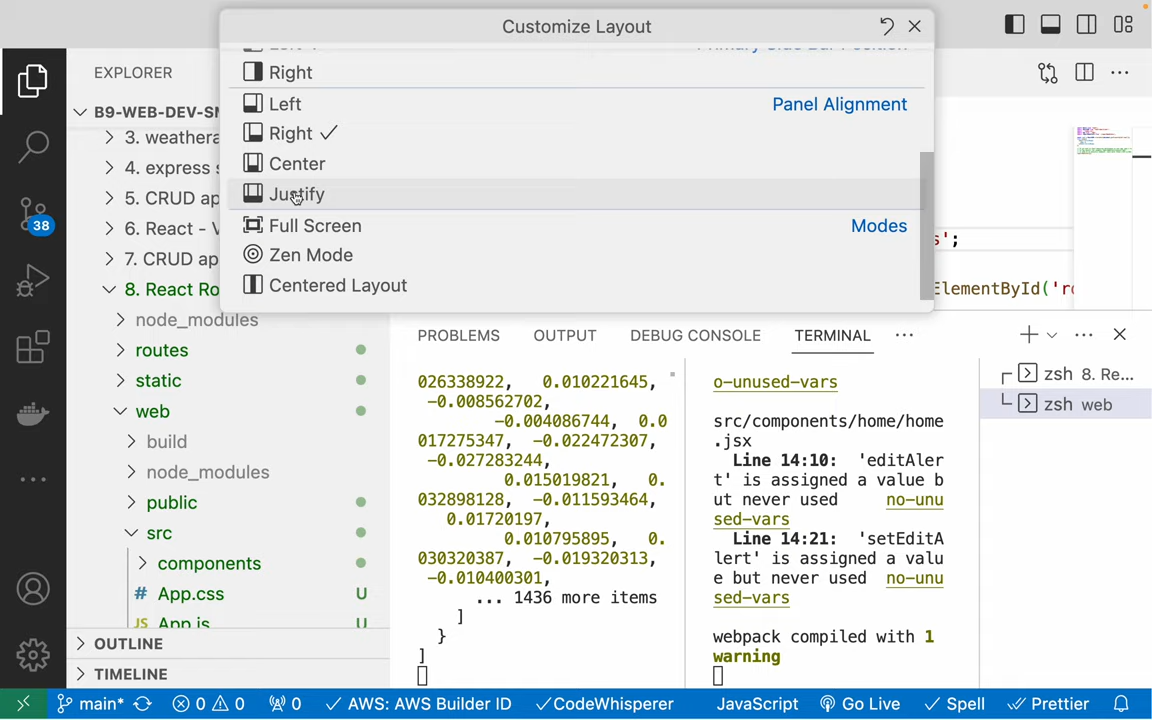 Customize Layout
Right
Left Panel Alignment
Right
Center
Justify
Full Screen Modes
Zen Mode
Centered Layout
EXPLORER
B9-WEB-DEV-SM
3. weathera
4. express s
5. CRUD ap
6. React - V
7. CRUD ap
8. React Ro
node_modules
routes
static
web
build
node_modules
public
src
components
# App.css U
JS App.js U
OUTLINE
TIMELINE
38
s';
ElementById('ro
PROBLEMS OUTPUT DEBUG CONSOLE TERMINAL ...
026338922, 0.010221645,
-0.008562702,
-0.004086744, 0.0
017275347, -0.022472307,
-0.027283244,
0.015019821, 0.
032898128, -0.011593464,
0.01720197,
0.010795895, 0.
030320387, -0.019320313,
-0.010400301,
... 1436 more items
]
}
]
o-unused-vars
src/components/home/home
.jsx
Line 14:10: 'editAler
t' is assigned a value b
ut never used no-unu
sed-vars
Line 14:21: 'setEditA
lert' is assigned a valu
e but never used no-unu
sed-vars
webpack compiled with 1
warning
zsh 8. Re...
zsh web
main* 0 0 0 AWS: AWS Builder ID CodeWhisperer JavaScript Go Live Spell Prettier